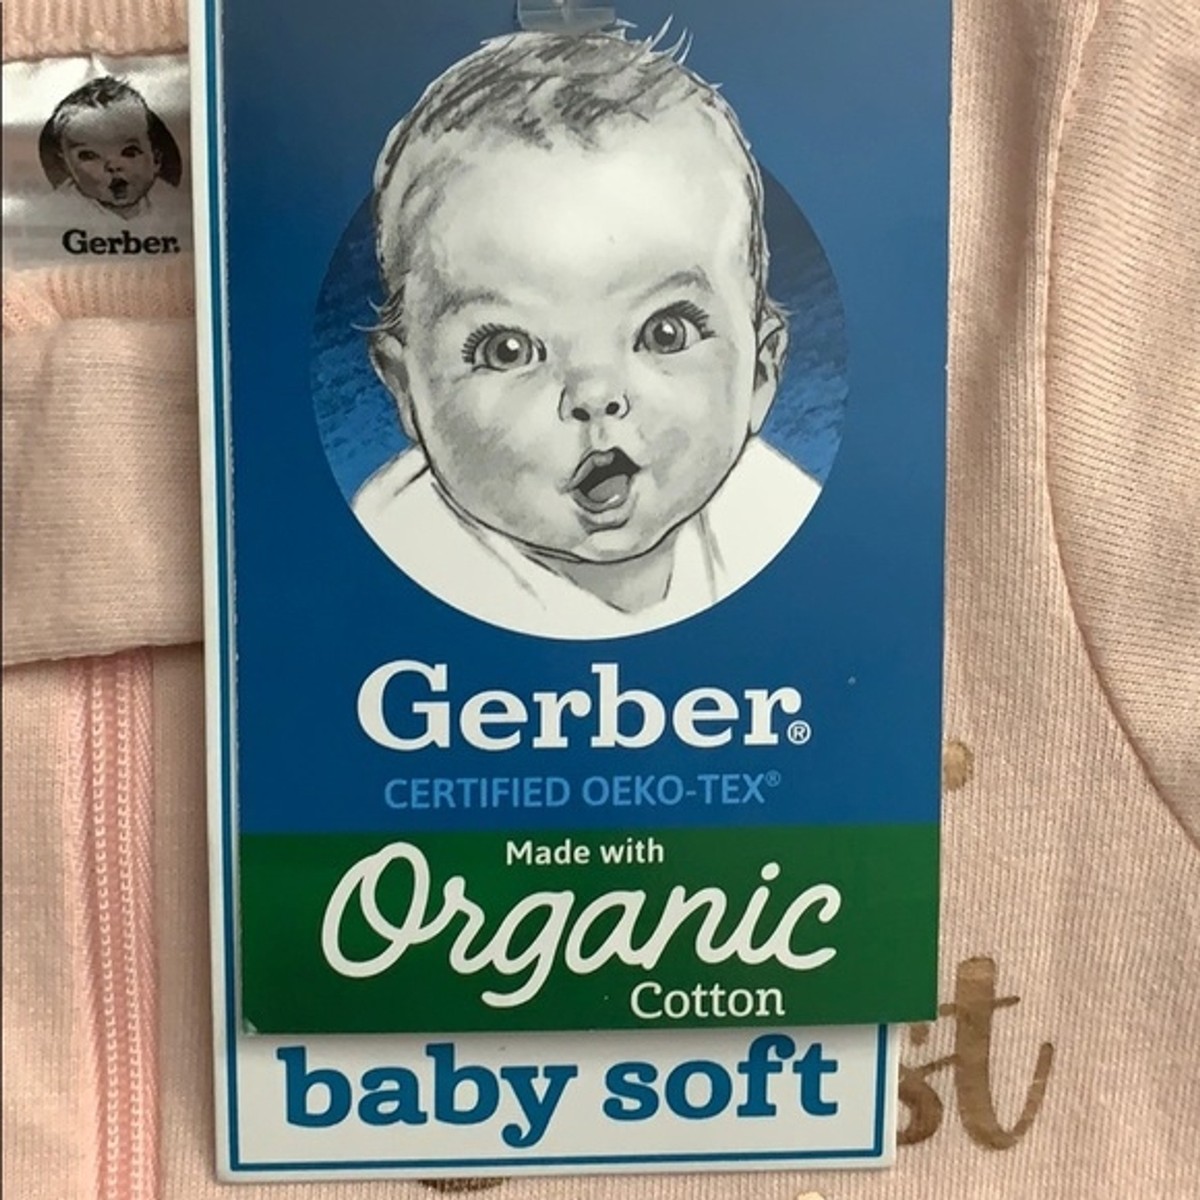 Gerber®
Gerber®
CERTIFIED OEKO-TEX®
Made with
Organic
Cotton
baby soft